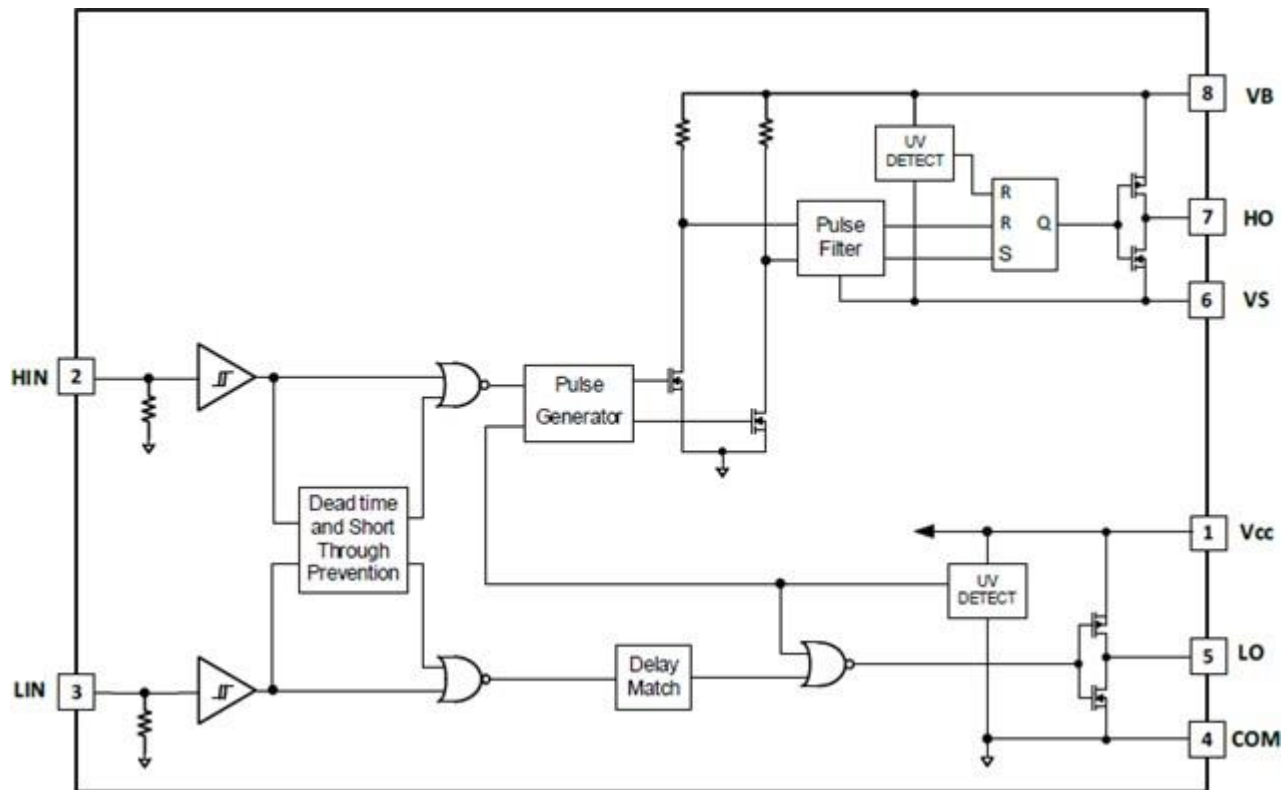 8 VB
UV
DETECT
R
R Q
S
Pulse
Filter
7 HO
6 VS
HIN 2
Pulse
Generator
Dead time
and Short
Through
Prevention
1 Vcc
UV
DETECT
LIN 3
Delay
Match
5 LO
4 COM